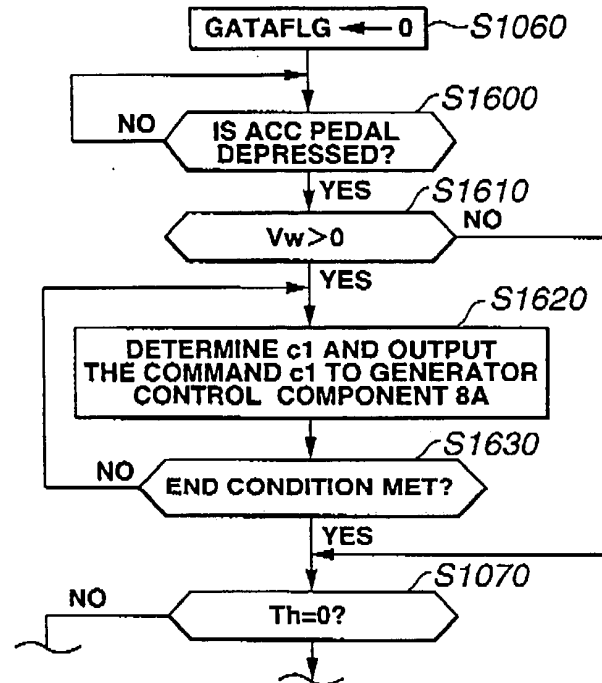 GATAFLG ← 0
S1060
S1600
NO
IS ACC PEDAL
DEPRESSED?
YES
S1610
Vw>0
NO
YES
S1620
DETERMINE c1 AND OUTPUT
THE COMMAND c1 TO GENERATOR
CONTROL COMPONENT 8A
S1630
NO
END CONDITION MET?
YES
S1070
NO
Th=0?